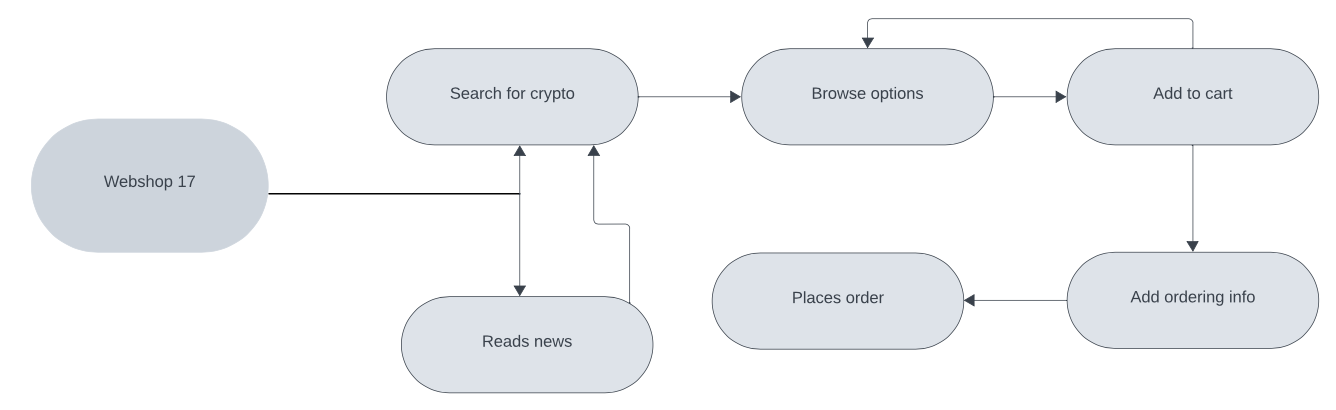 Webshop 17
Search for crypto
Browse options
Add to cart
Reads news
Places order
Add ordering info